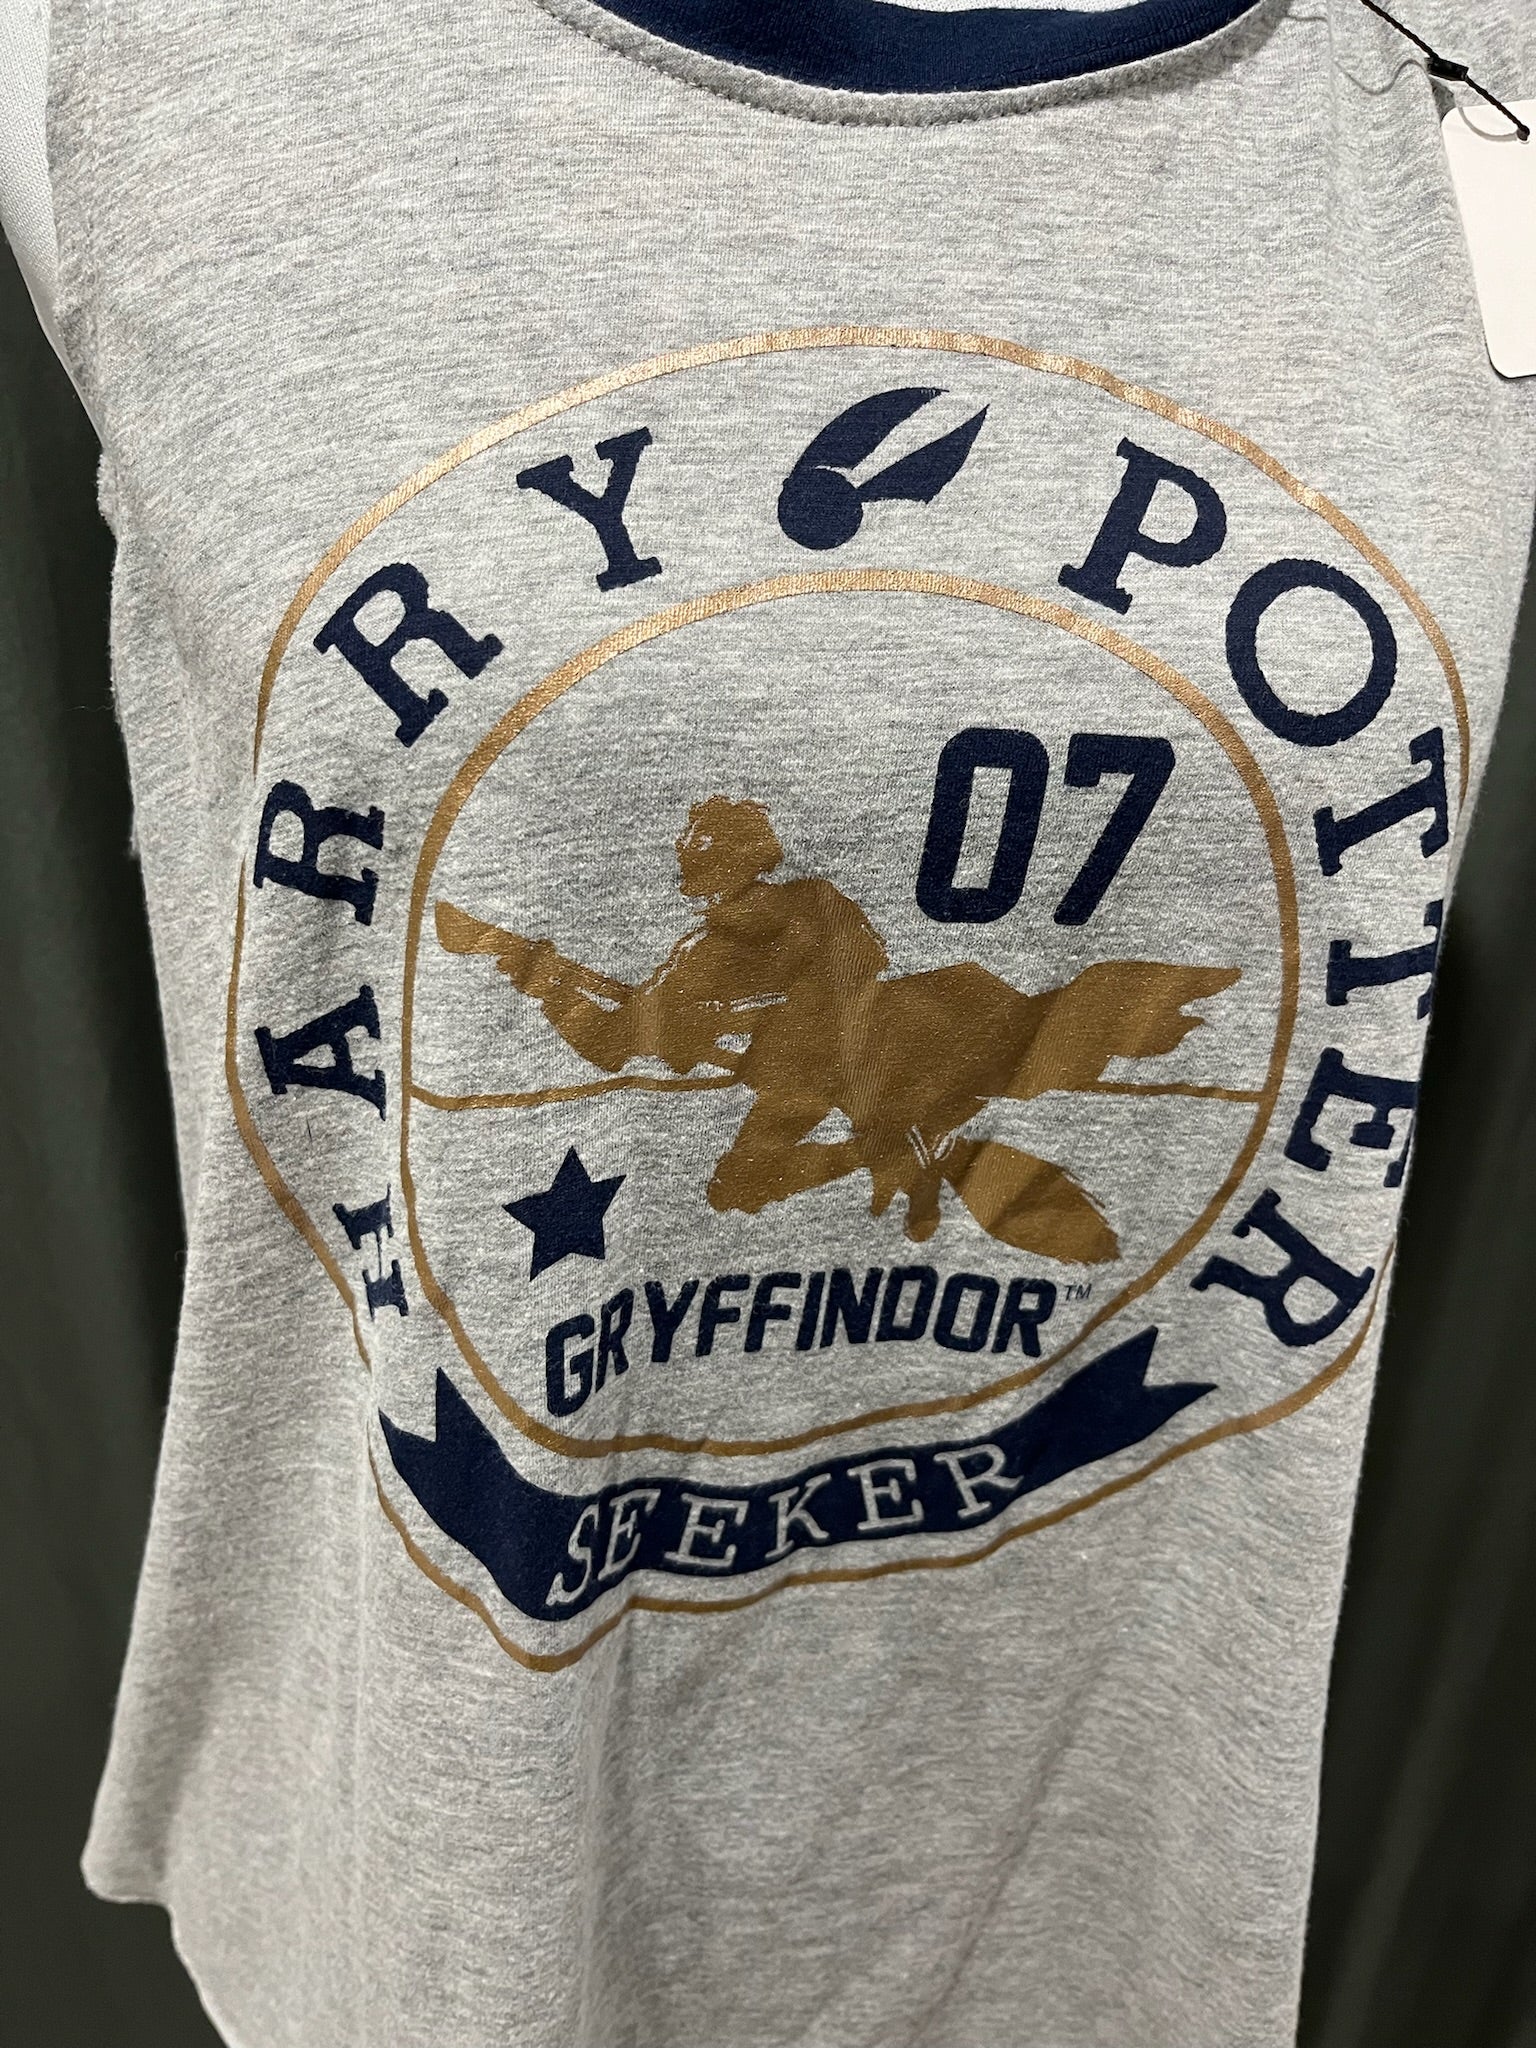 HARRY POTTER
07
GRYFFINDOR™
SEEKER